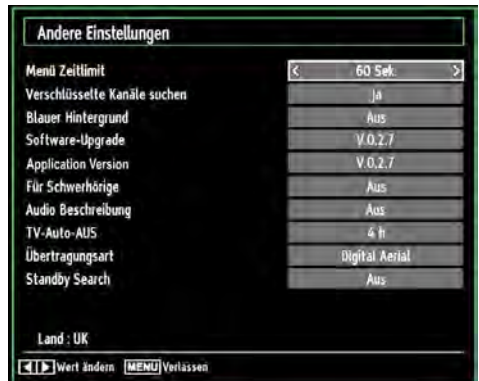 Andere Einstellungen
Menü Zeitlimit < 60 Sek. >
Verschlüsselte Kanäle suchen Ja
Blauer Hintergrund Aus
Software-Upgrade V.0.2.7
Application Version V.0.2.7
Für Schwerhörige Aus
Audio Beschreibung Aus
TV-Auto-AUS 4 h
Übertragungsart Digital Aerial
Standby Search Aus
Land : UK
Wert ändern MENU Verlassen